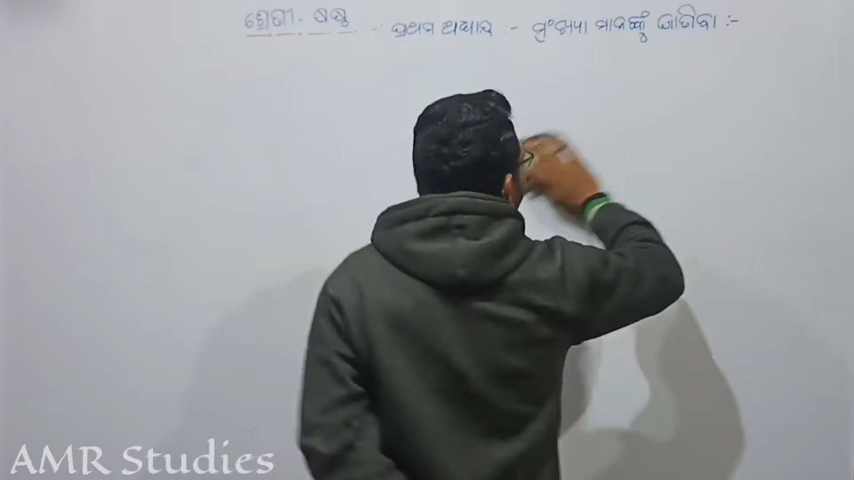 ଶ୍ରେଣୀ - ଷଷ୍ଠ
ପ୍ରଥମ ଅଧ୍ୟାୟ :- ସଂଖ୍ୟା ମାନଙ୍କୁ ଜାଣିବା :-
AMR Studies